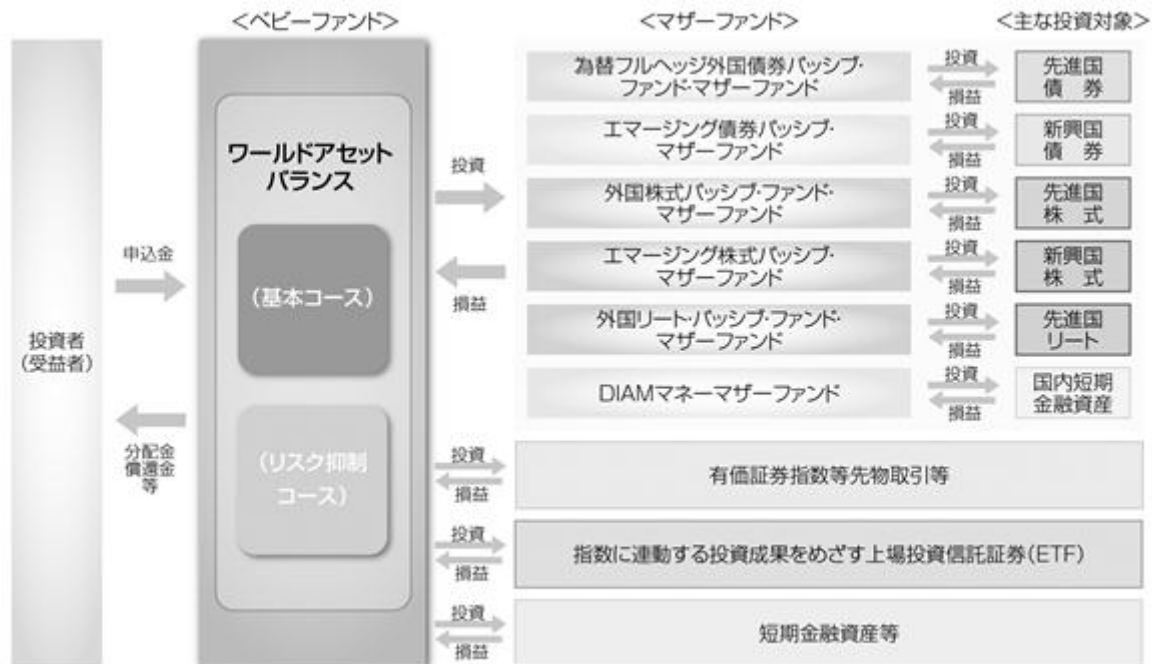 <ベビーファンド>
<マザーファンド>
<主な投資対象>
投資者
(受益者)
申込金
分配金
償還金
等
ワールドアセット
バランス
(基本コース)
(リスク抑制
コース)
投資
損益
為替フルヘッジ外国債券パッシブ・
ファンド・マザーファンド
投資
損益
先進国
債 券
エマージング債券パッシブ・
マザーファンド
投資
損益
新興国
債 券
外国株式パッシブ・ファンド・
マザーファンド
投資
損益
先進国
株 式
エマージング株式パッシブ・
マザーファンド
投資
損益
新興国
株 式
外国リート・パッシブ・ファンド・
マザーファンド
投資
損益
先進国
リート
DIAMマネーマザーファンド
投資
損益
国内短期
金融資産
投資
損益
有価証券指数等先物取引等
投資
損益
指数に連動する投資成果をめざす上場投資信託証券(ETF)
投資
損益
短期金融資産等